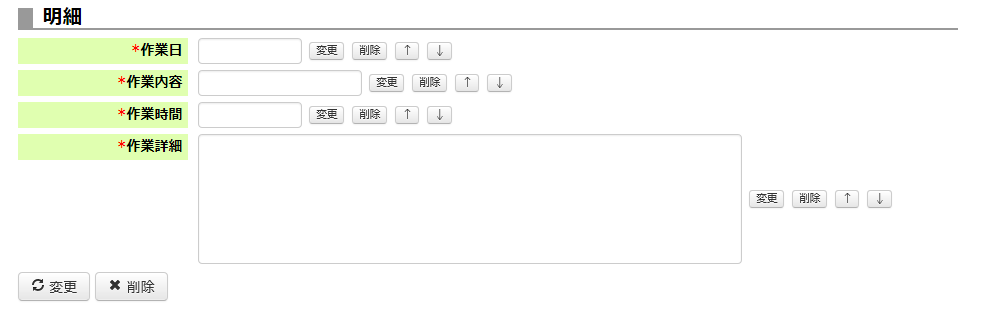 明細
*作業日 変更 削除 ↑ ↓
*作業内容 変更 削除 ↑ ↓
*作業時間 変更 削除 ↑ ↓
*作業詳細
変更 削除 ↑ ↓
変更 削除